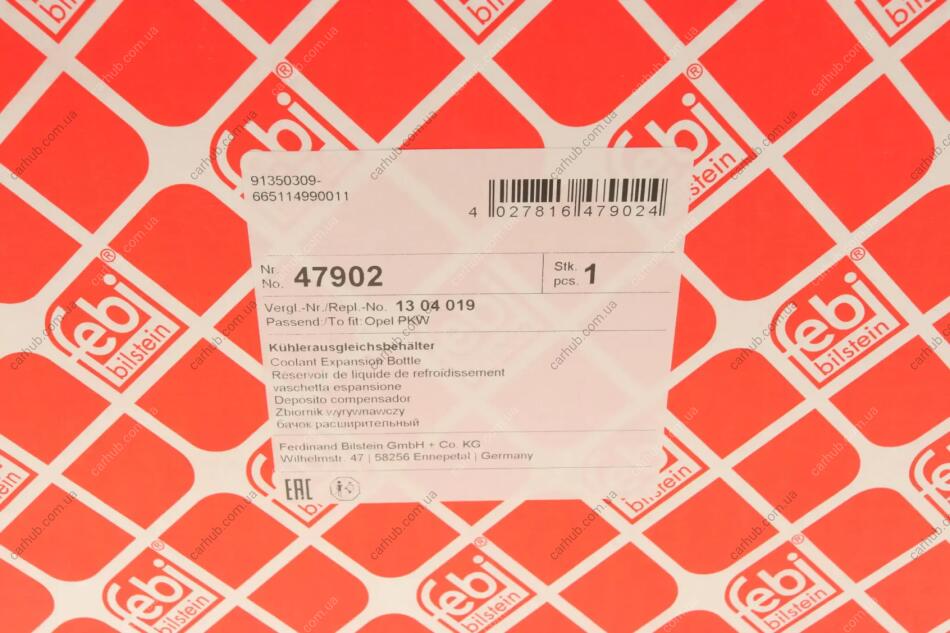 91350309-
665114990011
4 027816 479024
Nr.
No. 47902
Stk.
pcs. 1
Vergl.-Nr./Repl.-No. 13 04 019
Passend:/To fit: Opel PKW
Kühlerausgleichsbehälter
Coolant Expansion Bottle
Réservoir de liquide de refroidissement
vaschetta espansione
Deposito compensador
Zbiornik wyrywnawczy
бачок расширительный
Ferdinand Bilstein GmbH + Co. KG
Wilhelmstr. 47 | 58256 Ennepetal | Germany
EAC
febi®
bilstein
carhub.com.ua